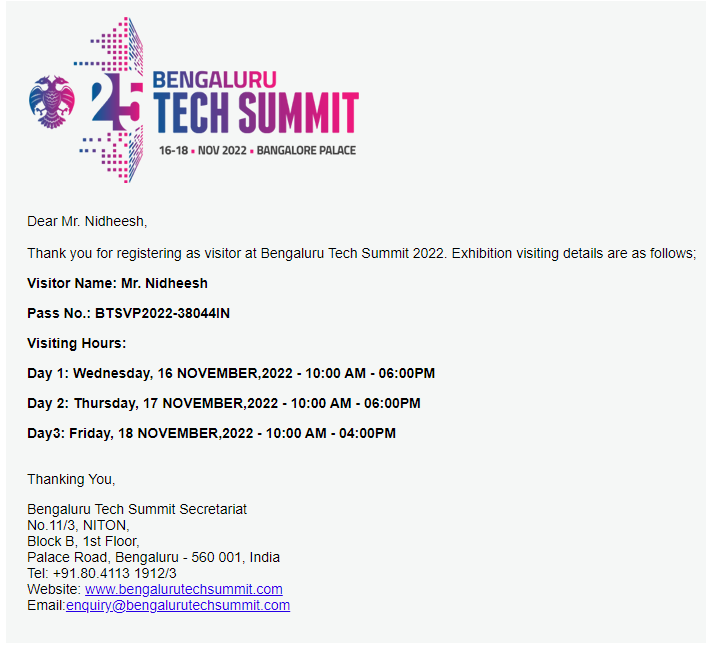 25
BENGALURU
TECH SUMMIT
16-18 ▪ NOV 2022 ▪ BANGALORE PALACE
Dear Mr. Nidheesh,
Thank you for registering as visitor at Bengaluru Tech Summit 2022. Exhibition visiting details are as follows;
Visitor Name: Mr. Nidheesh
Pass No.: BTSVP2022-38044IN
Visiting Hours:
Day 1: Wednesday, 16 NOVEMBER,2022 - 10:00 AM - 06:00PM
Day 2: Thursday, 17 NOVEMBER,2022 - 10:00 AM - 06:00PM
Day3: Friday, 18 NOVEMBER,2022 - 10:00 AM - 04:00PM
Thanking You,
Bengaluru Tech Summit Secretariat
No.11/3, NITON,
Block B, 1st Floor,
Palace Road, Bengaluru - 560 001, India
Tel: +91.80.4113 1912/3
Website: www.bengalurutechsummit.com
Email:enquiry@bengalurutechsummit.com